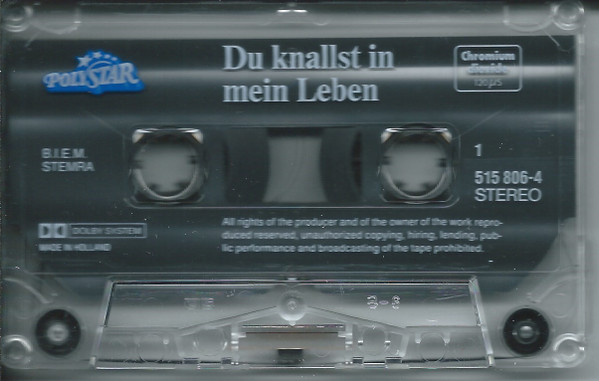 POLYSTAR
Du knallst in
mein Leben
Chromium
dioxide
120 µs
B.I.E.M.
STEMRA
1
515 806-4
STEREO
DOLBY SYSTEM
MADE IN HOLLAND
All rights of the producer and of the owner of the work repro-
duced reserved, unauthorized copying, hiring, lending, pub-
lic performance and broadcasting of the tape prohibited.